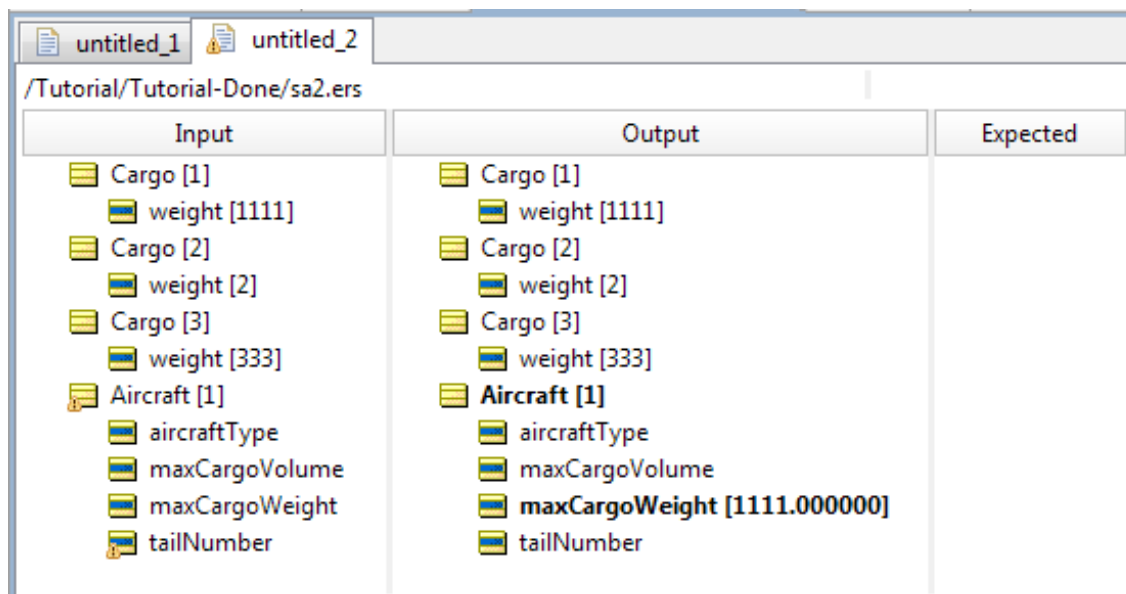 untitled_1 untitled_2
/Tutorial/Tutorial-Done/sa2.ers
Input Output Expected
Cargo [1] Cargo [1]
weight [1111] weight [1111]
Cargo [2] Cargo [2]
weight [2] weight [2]
Cargo [3] Cargo [3]
weight [333] weight [333]
Aircraft [1] Aircraft [1]
aircraftType aircraftType
maxCargoVolume maxCargoVolume
maxCargoWeight maxCargoWeight [1111.000000]
tailNumber tailNumber